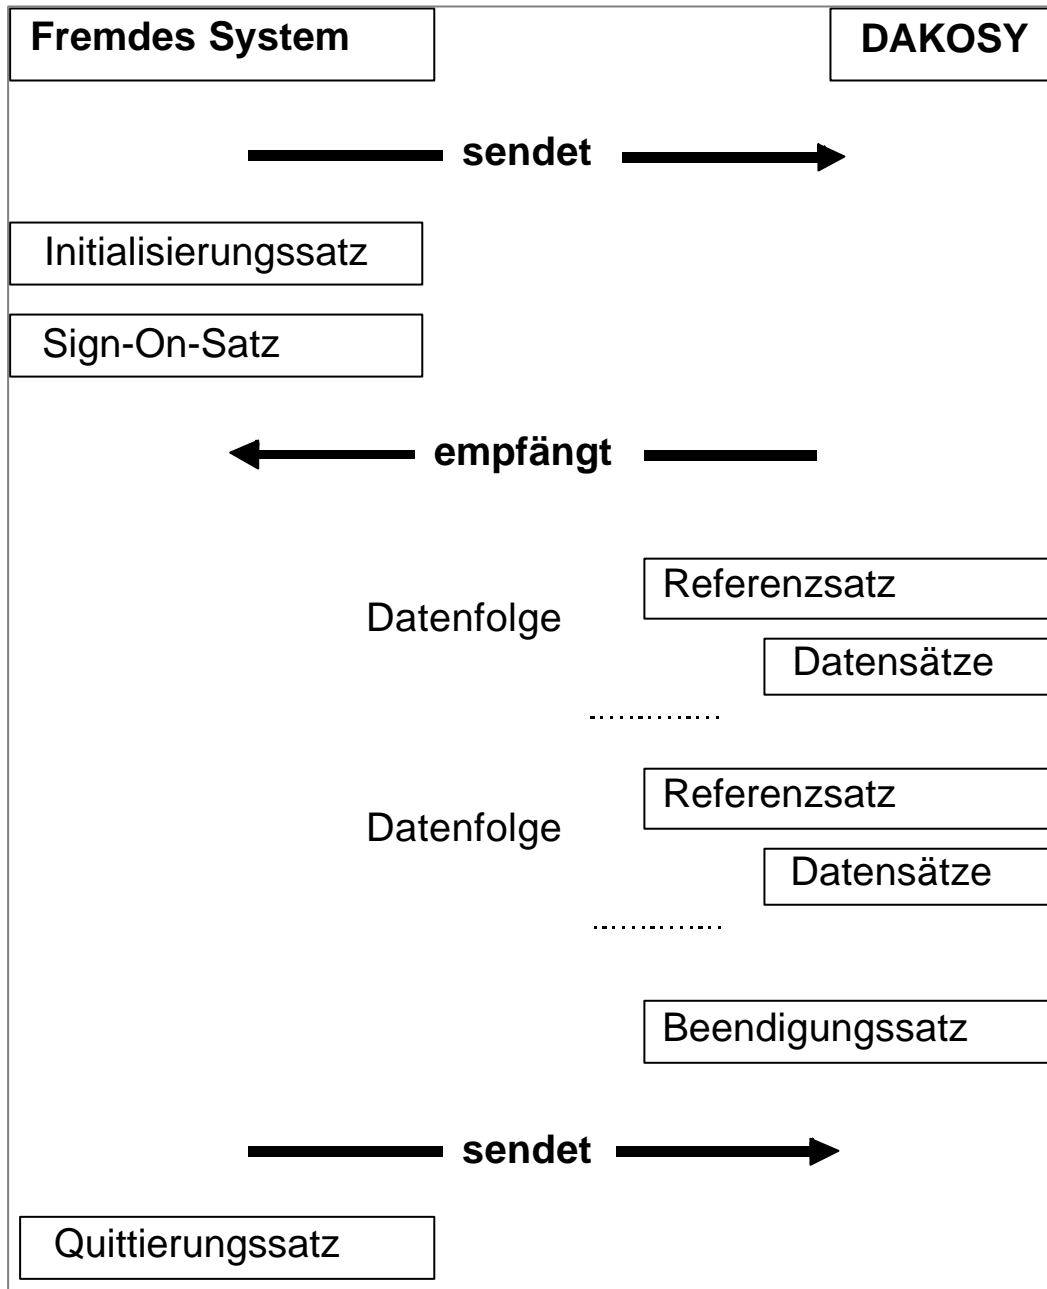 Fremdes System
DAKOSY
sendet
Initialisierungssatz
Sign-On-Satz
empfängt
Referenzsatz
Datenfolge
Datensätze
Referenzsatz
Datenfolge
Datensätze
Beendigungssatz
sendet
Quittierungssatz